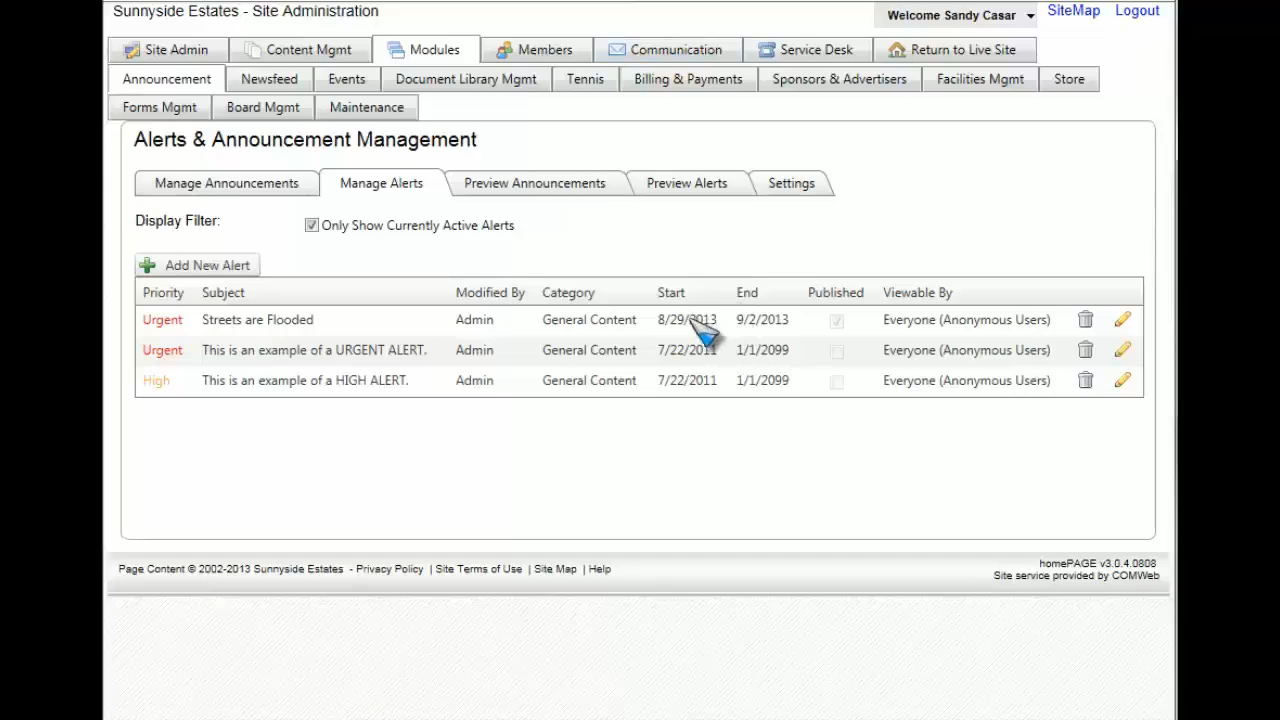 Sunnyside Estates - Site Administration
Welcome Sandy Casar
SiteMap Logout
Site Admin Content Mgmt Modules Members Communication Service Desk Return to Live Site
Announcement Newsfeed Events Document Library Mgmt Tennis Billing & Payments Sponsors & Advertisers Facilities Mgmt Store
Forms Mgmt Board Mgmt Maintenance
Alerts & Announcement Management
Manage Announcements Manage Alerts Preview Announcements Preview Alerts Settings
Display Filter: Only Show Currently Active Alerts
Add New Alert
Priority Subject Modified By Category Start End Published Viewable By
Urgent Streets are Flooded Admin General Content 8/29/2013 9/2/2013 Everyone (Anonymous Users)
Urgent This is an example of a URGENT ALERT. Admin General Content 7/22/2011 1/1/2099 Everyone (Anonymous Users)
High This is an example of a HIGH ALERT. Admin General Content 7/22/2011 1/1/2099 Everyone (Anonymous Users)
Page Content © 2002-2013 Sunnyside Estates - Privacy Policy | Site Terms of Use | Site Map | Help
homePAGE v3.0.4.0808
Site service provided by COMWeb